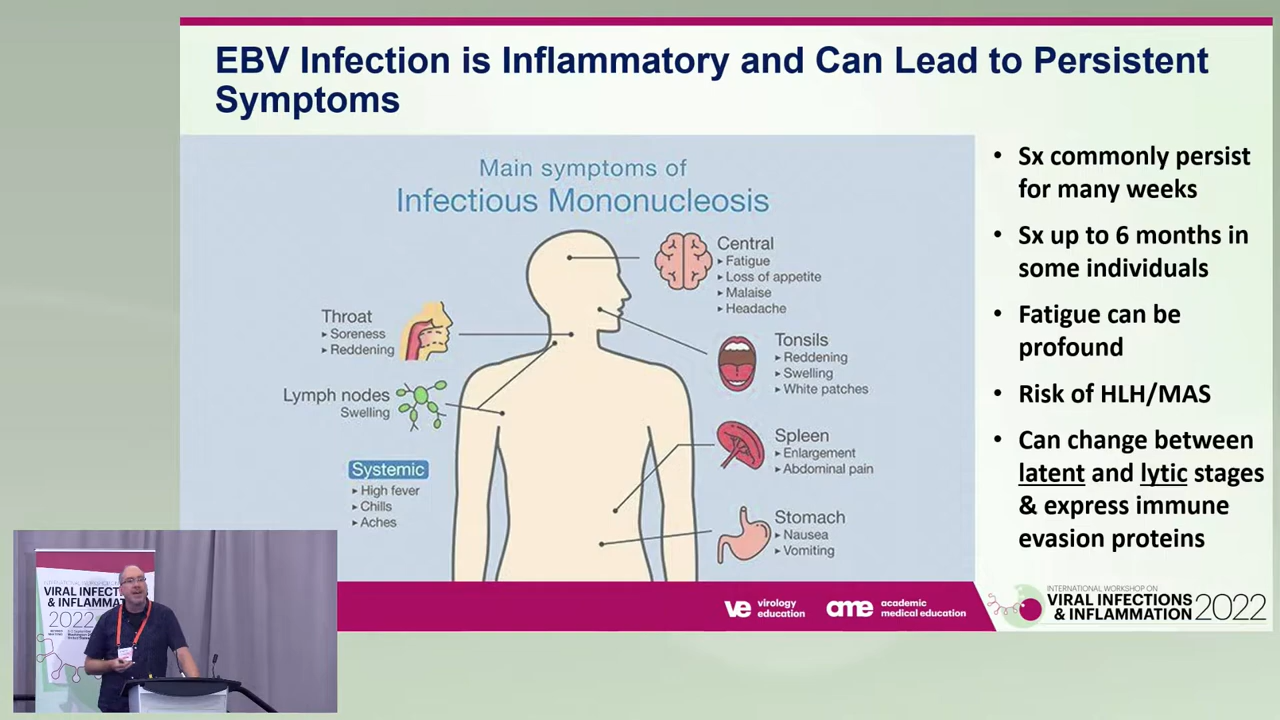 EBV Infection is Inflammatory and Can Lead to Persistent
Symptoms
Main symptoms of
Infectious Mononucleosis
Central
▸ Fatigue
▸ Loss of appetite
▸ Malaise
▸ Headache
Throat
▸ Soreness
▸ Reddening
Tonsils
▸ Reddening
▸ Swelling
▸ White patches
Lymph nodes
Swelling
Spleen
▸ Enlargement
▸ Abdominal pain
Systemic
▸ High fever
▸ Chills
▸ Aches
Stomach
▸ Nausea
▸ Vomiting
• Sx commonly persist
for many weeks
• Sx up to 6 months in
some individuals
• Fatigue can be
profound
• Risk of HLH/MAS
• Can change between
latent and lytic stages
& express immune
evasion proteins
ve virology
education
ame academic
medical education
INTERNATIONAL WORKSHOP ON
VIRAL INFECTIONS
& INFLAMMATION 2022
VIRAL INFECTIONS
& INFLAMMATION
2022